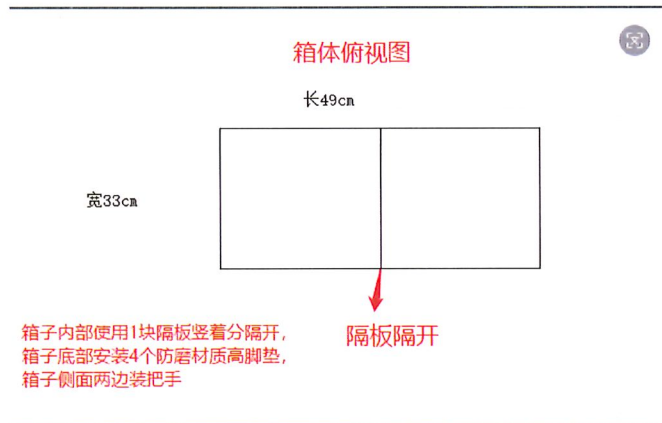 箱体俯视图
长49cm
宽33cm
隔板隔开
箱子内部使用1块隔板竖着分隔开，
箱子底部安装4个防磨材质高脚垫，
箱子侧面两边装把手